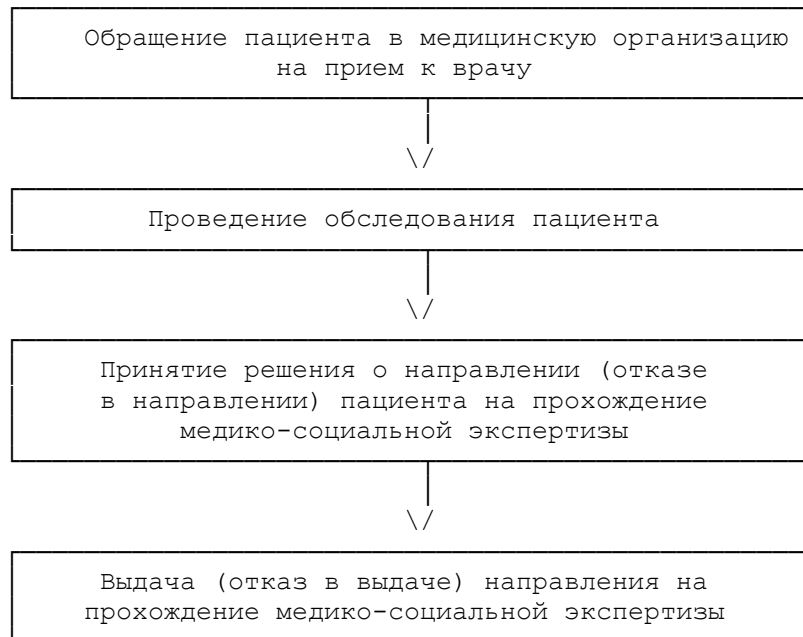 Обращение пациента в медицинскую организацию
на прием к врачу
\/
Проведение обследования пациента
\/
Принятие решения о направлении (отказе
в направлении) пациента на прохождение
медико-социальной экспертизы
\/
Выдача (отказ в выдаче) направления на
прохождение медико-социальной экспертизы